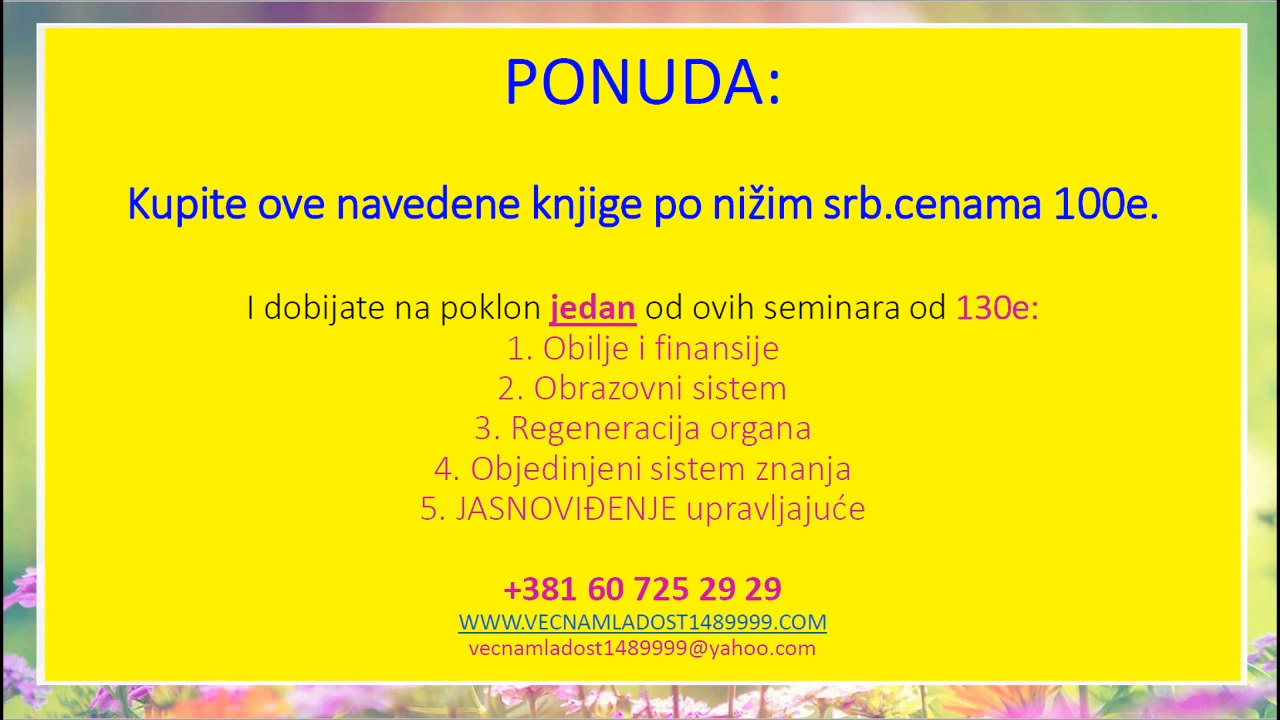 PONUDA:
Kupite ove navedene knjige po nižim srb.cenama 100e.
I dobijate na poklon jedan od ovih seminara od 130e:
1. Obilje i finansije
2. Obrazovni sistem
3. Regeneracija organa
4. Objedinjeni sistem znanja
5. JASNOVIĐENJE upravljajuće
+381 60 725 29 29
WWW.VECNAMLADOST1489999.COM
vecnamladost1489999@yahoo.com